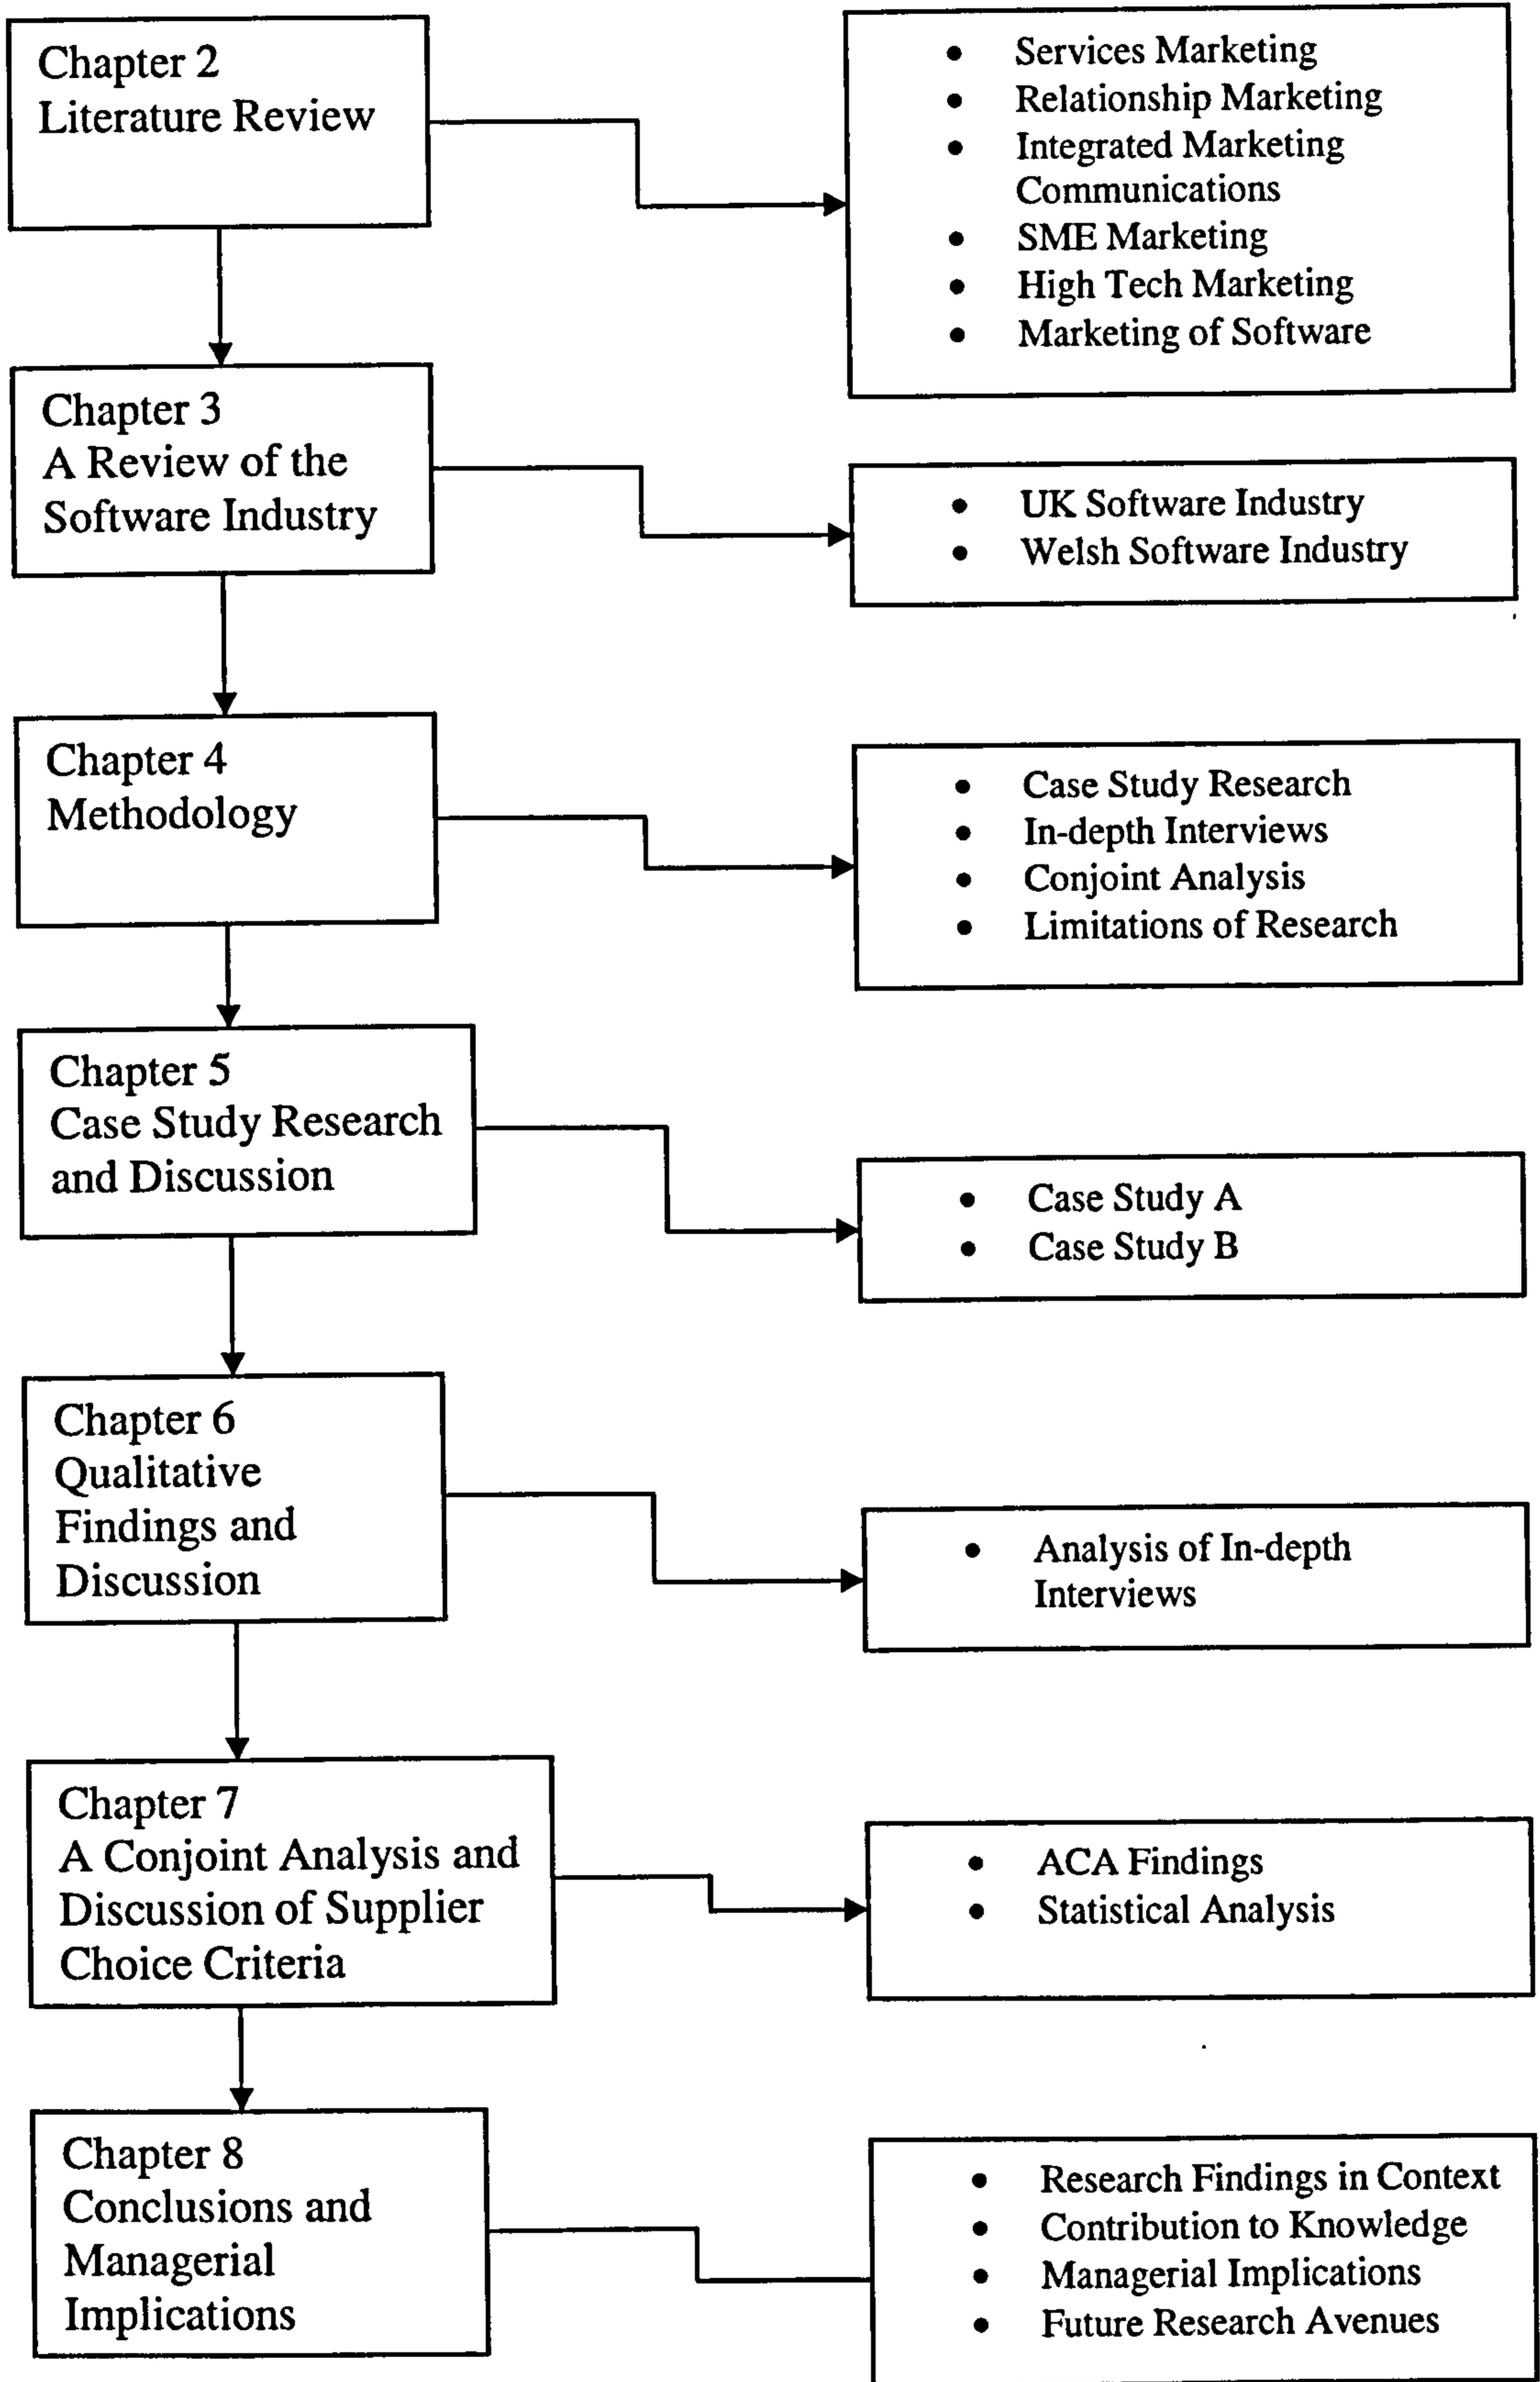 Chapter 2
Literature Review
• Services Marketing
• Relationship Marketing
• Integrated Marketing
Communications
• SME Marketing
• High Tech Marketing
• Marketing of Software
Chapter 3
A Review of the
Software Industry
• UK Software Industry
• Welsh Software Industry
Chapter 4
Methodology
• Case Study Research
• In-depth Interviews
• Conjoint Analysis
• Limitations of Research
Chapter 5
Case Study Research
and Discussion
• Case Study A
• Case Study B
Chapter 6
Qualitative
Findings and
Discussion
• Analysis of In-depth
Interviews
Chapter 7
A Conjoint Analysis and
Discussion of Supplier
Choice Criteria
• ACA Findings
• Statistical Analysis
Chapter 8
Conclusions and
Managerial
Implications
• Research Findings in Context
• Contribution to Knowledge
• Managerial Implications
• Future Research Avenues